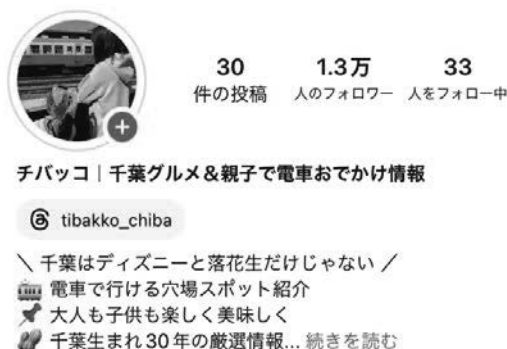 30 1.3万 33
件の投稿 人のフォロワー 人をフォロー中
チバッコ｜千葉グルメ＆親子で電車おでかけ情報
tibakko_chiba
＼ 千葉はディズニーと落花生だけじゃない ／
🚃 電車で行ける穴場スポット紹介
📌 大人も子供も楽しく美味しく
🥜 千葉生まれ30年の厳選情報... 続きを読む